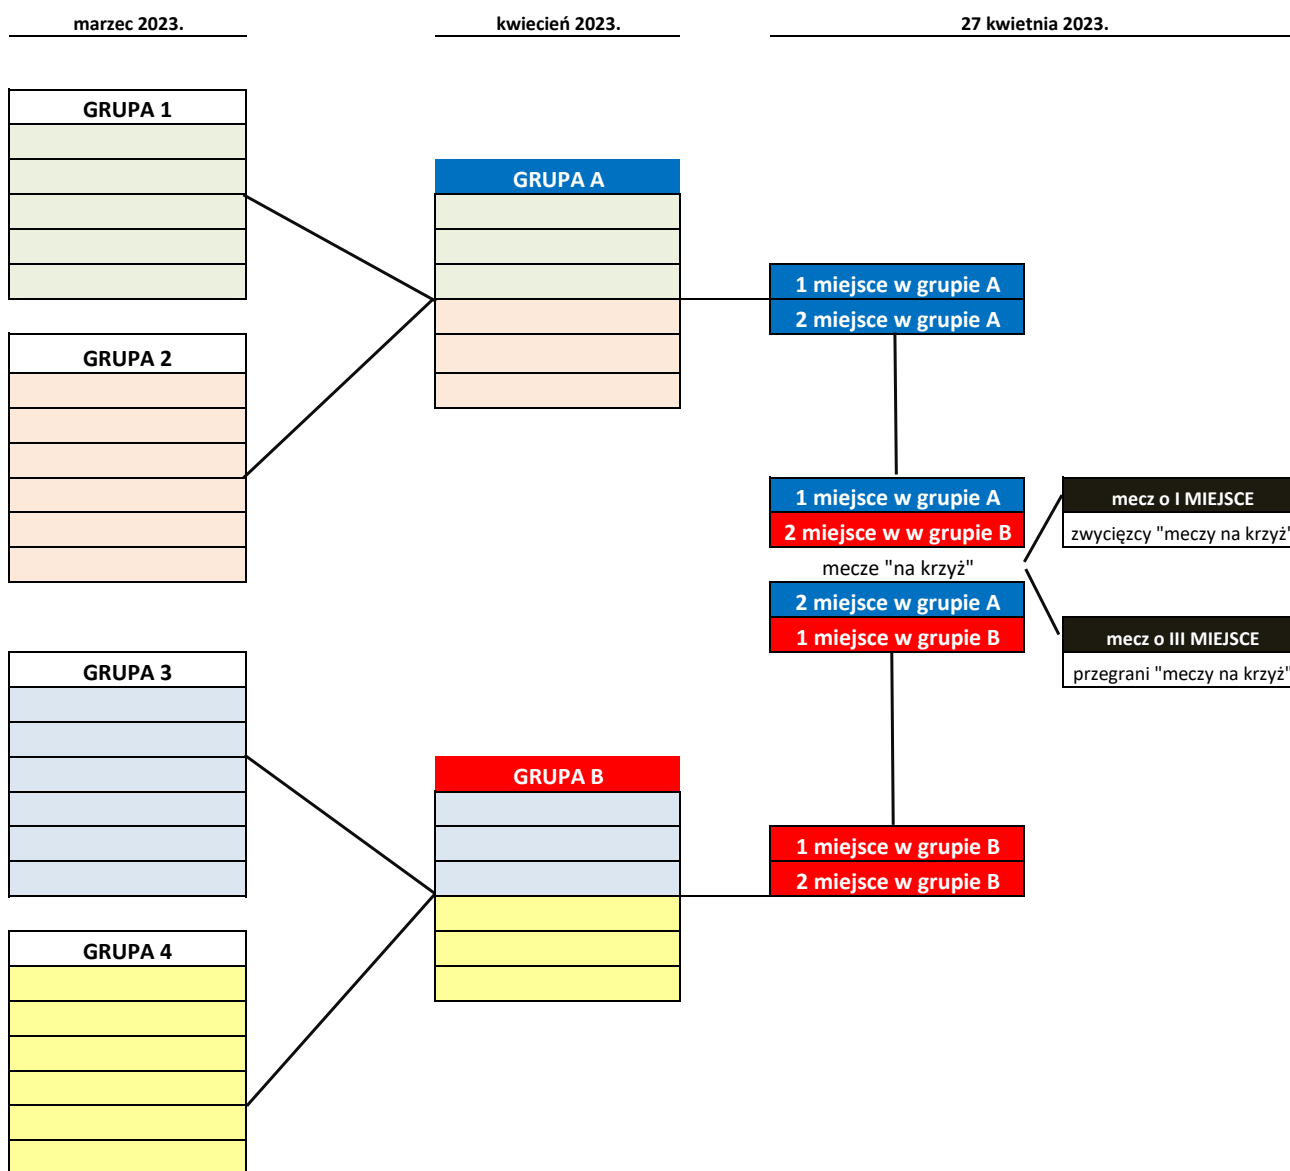 marzec 2023.
kwiecień 2023.
27 kwietnia 2023.
GRUPA 1
GRUPA A
1 miejsce w grupie A
2 miejsce w grupie A
GRUPA 2
1 miejsce w grupie A
2 miejsce w w grupie B
mecze "na krzyż"
2 miejsce w grupie A
1 miejsce w grupie B
mecz o I MIEJSCE
zwycięzcy "meczy na krzyż"
mecz o III MIEJSCE
przegrani "meczy na krzyż"
GRUPA 3
GRUPA B
1 miejsce w grupie B
2 miejsce w grupie B
GRUPA 4